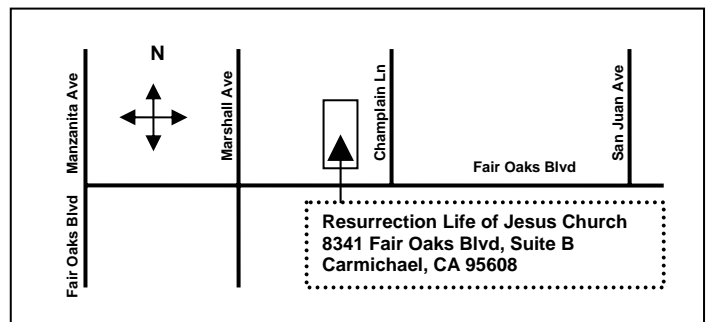 N
Manzanita Ave
Marshall Ave
Champlain Ln
San Juan Ave
Fair Oaks Blvd
Fair Oaks Blvd
Resurrection Life of Jesus Church
8341 Fair Oaks Blvd, Suite B
Carmichael, CA 95608